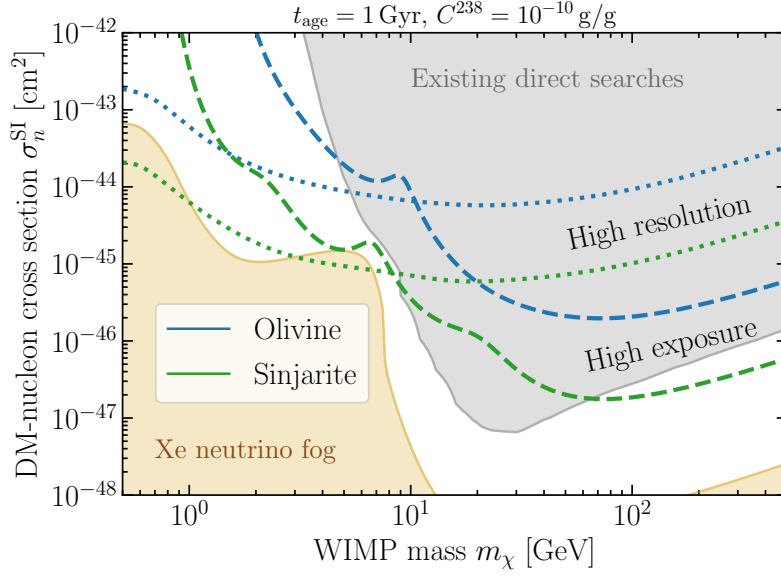 t_age = 1 Gyr, C^238 = 10^-10 g/g
10^-42
10^-43
10^-44
10^-45
10^-46
10^-47
10^-48
DM-nucleon cross section σ_n^SI [cm^2]
Existing direct searches
High resolution
High exposure
Olivine
Sinjarite
Xe neutrino fog
10^0
10^1
10^2
WIMP mass m_χ [GeV]